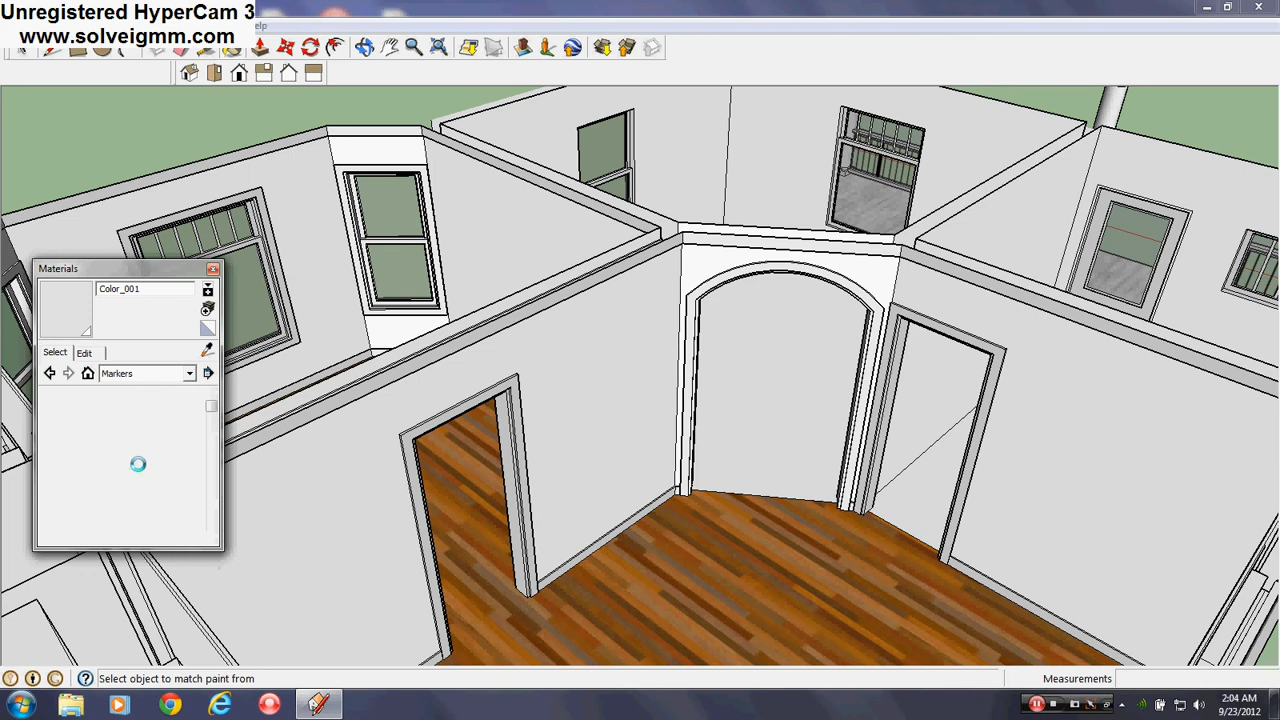 Unregistered HyperCam 3
www.solveigmm.com
elp
Materials
Color_001
Select
Edit
Markers
Select object to match paint from
Measurements
2:04 AM
9/23/2012